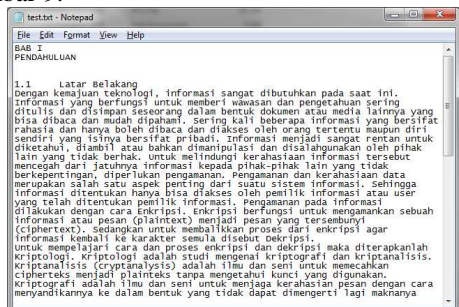 test.txt - Notepad
File Edit Format View Help
BAB I
PENDAHULUAN
1.1 Latar Belakang
Dengan kemajuan teknologi, informasi sangat dibutuhkan pada saat ini.
Informasi yang berfungsi untuk memberi wawasan dan pengetahuan sering
ditulis dan disimpan seseorang dalam bentuk dokumen atau media lainnya yang
bisa dibaca dan mudah dipahami. Sering kali beberapa informasi yang bersifat
rahasia dan hanya boleh dibaca dan diakses oleh orang tertentu maupun diri
sendiri yang isinya bersifat pribadi. Informasi menjadi sangat rentan untuk
diketahui, diambil atau bahkan dimanipulasi dan disalahgunakan oleh pihak
lain yang tidak berhak. Untuk melindungi kerahasiaan informasi tersebut
mencegah dari jatuhnya informasi kepada pihak-pihak lain yang tidak
berkepentingan, diperlukan pengamanan. Pengamanan dan kerahasiaan data
merupakan salah satu aspek penting dari suatu sistem informasi. Sehingga
informasi ditentukan hanya bisa diakses oleh pemilik informasi atau user
yang telah ditentukan pemilik informasi. Pengamanan pada informasi
dilakukan dengan cara Enkripsi. Enkripsi berfungsi untuk mengamankan sebuah
informasi atau pesan (plaintext) menjadi pesan yang tersembunyi
(ciphertext). Sedangkan untuk membalikkan proses dari enkripsi agar
informasi kembali ke karakter semula disebut Dekripsi.
Untuk mempelajari cara dan proses enkripsi dan dekripsi maka diterapkanlah
Kriptologi. Kriptologi adalah studi mengenai kriptografi dan kriptanalisis.
Kriptanalisis (cryptanalysis) adalah ilmu dan seni untuk memecahkan
cipherteks menjadi plainteks tanpa mengetahui kunci yang digunakan.
Kriptografi adalah ilmu dan seni untuk menjaga kerahasian pesan dengan cara
menyandikannya ke dalam bentuk yang tidak dapat dimengerti lagi maknanya